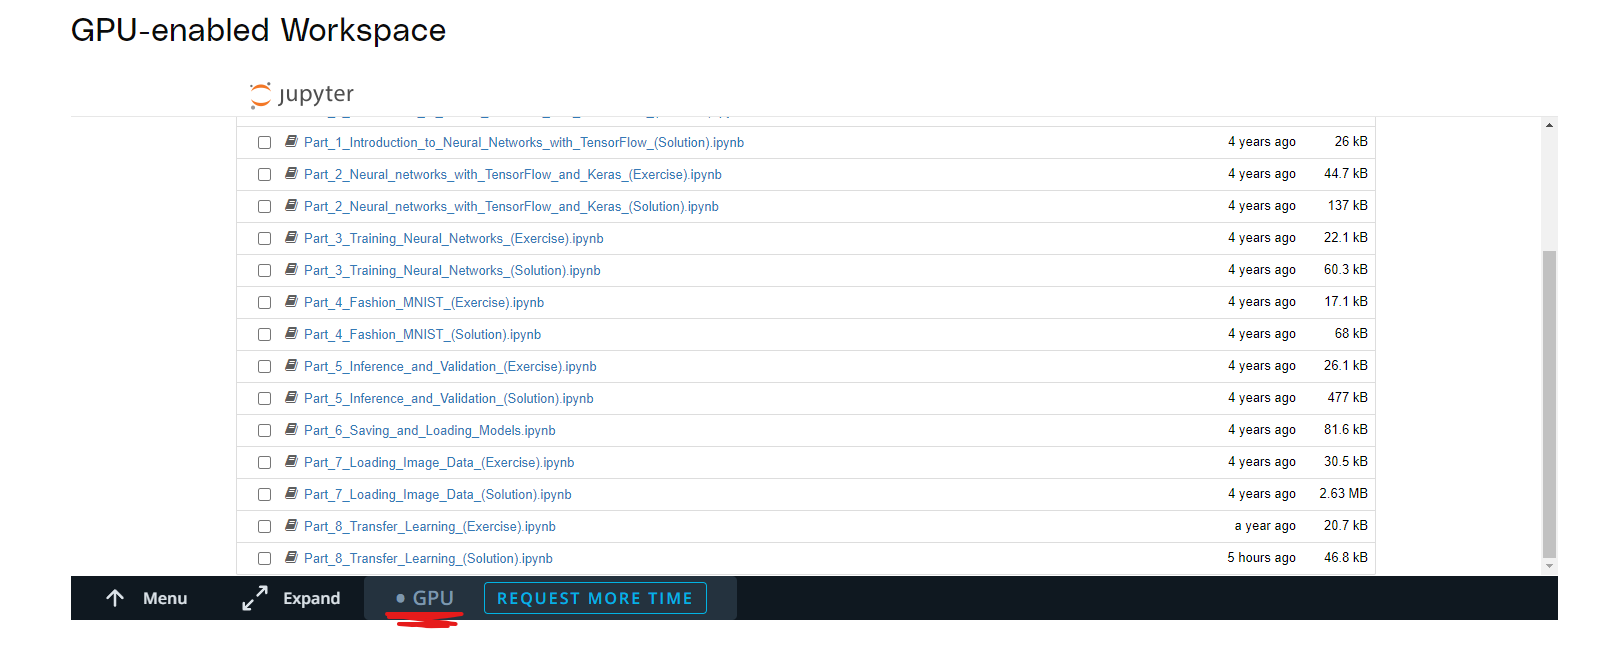 GPU-enabled Workspace
jupyter
Part_1_Introduction_to_Neural_Networks_with_TensorFlow_(Solution).ipynb 4 years ago 26 kB
Part_2_Neural_networks_with_TensorFlow_and_Keras_(Exercise).ipynb 4 years ago 44.7 kB
Part_2_Neural_networks_with_TensorFlow_and_Keras_(Solution).ipynb 4 years ago 137 kB
Part_3_Training_Neural_Networks_(Exercise).ipynb 4 years ago 22.1 kB
Part_3_Training_Neural_Networks_(Solution).ipynb 4 years ago 60.3 kB
Part_4_Fashion_MNIST_(Exercise).ipynb 4 years ago 17.1 kB
Part_4_Fashion_MNIST_(Solution).ipynb 4 years ago 68 kB
Part_5_Inference_and_Validation_(Exercise).ipynb 4 years ago 26.1 kB
Part_5_Inference_and_Validation_(Solution).ipynb 4 years ago 477 kB
Part_6_Saving_and_Loading_Models.ipynb 4 years ago 81.6 kB
Part_7_Loading_Image_Data_(Exercise).ipynb 4 years ago 30.5 kB
Part_7_Loading_Image_Data_(Solution).ipynb 4 years ago 2.63 MB
Part_8_Transfer_Learning_(Exercise).ipynb a year ago 20.7 kB
Part_8_Transfer_Learning_(Solution).ipynb 5 hours ago 46.8 kB
Menu Expand GPU REQUEST MORE TIME